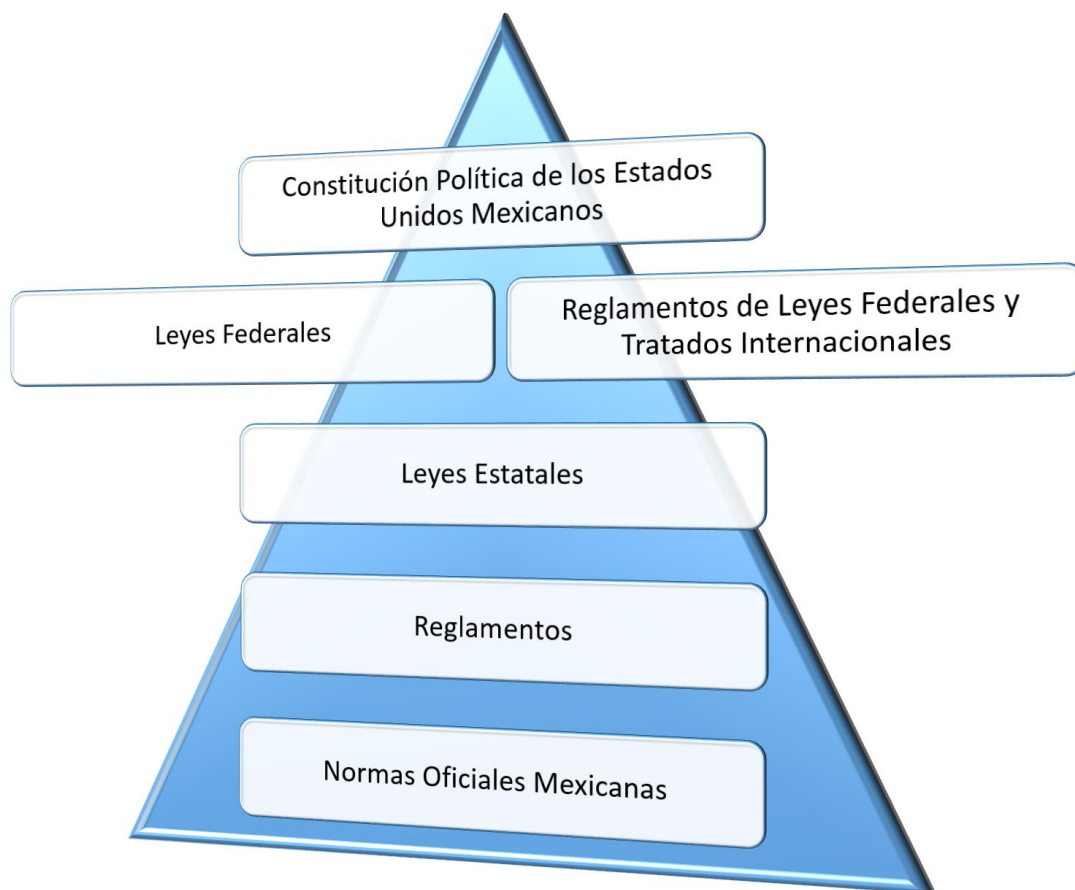 Constitución Política de los Estados
Unidos Mexicanos
Leyes Federales
Reglamentos de Leyes Federales y
Tratados Internacionales
Leyes Estatales
Reglamentos
Normas Oficiales Mexicanas